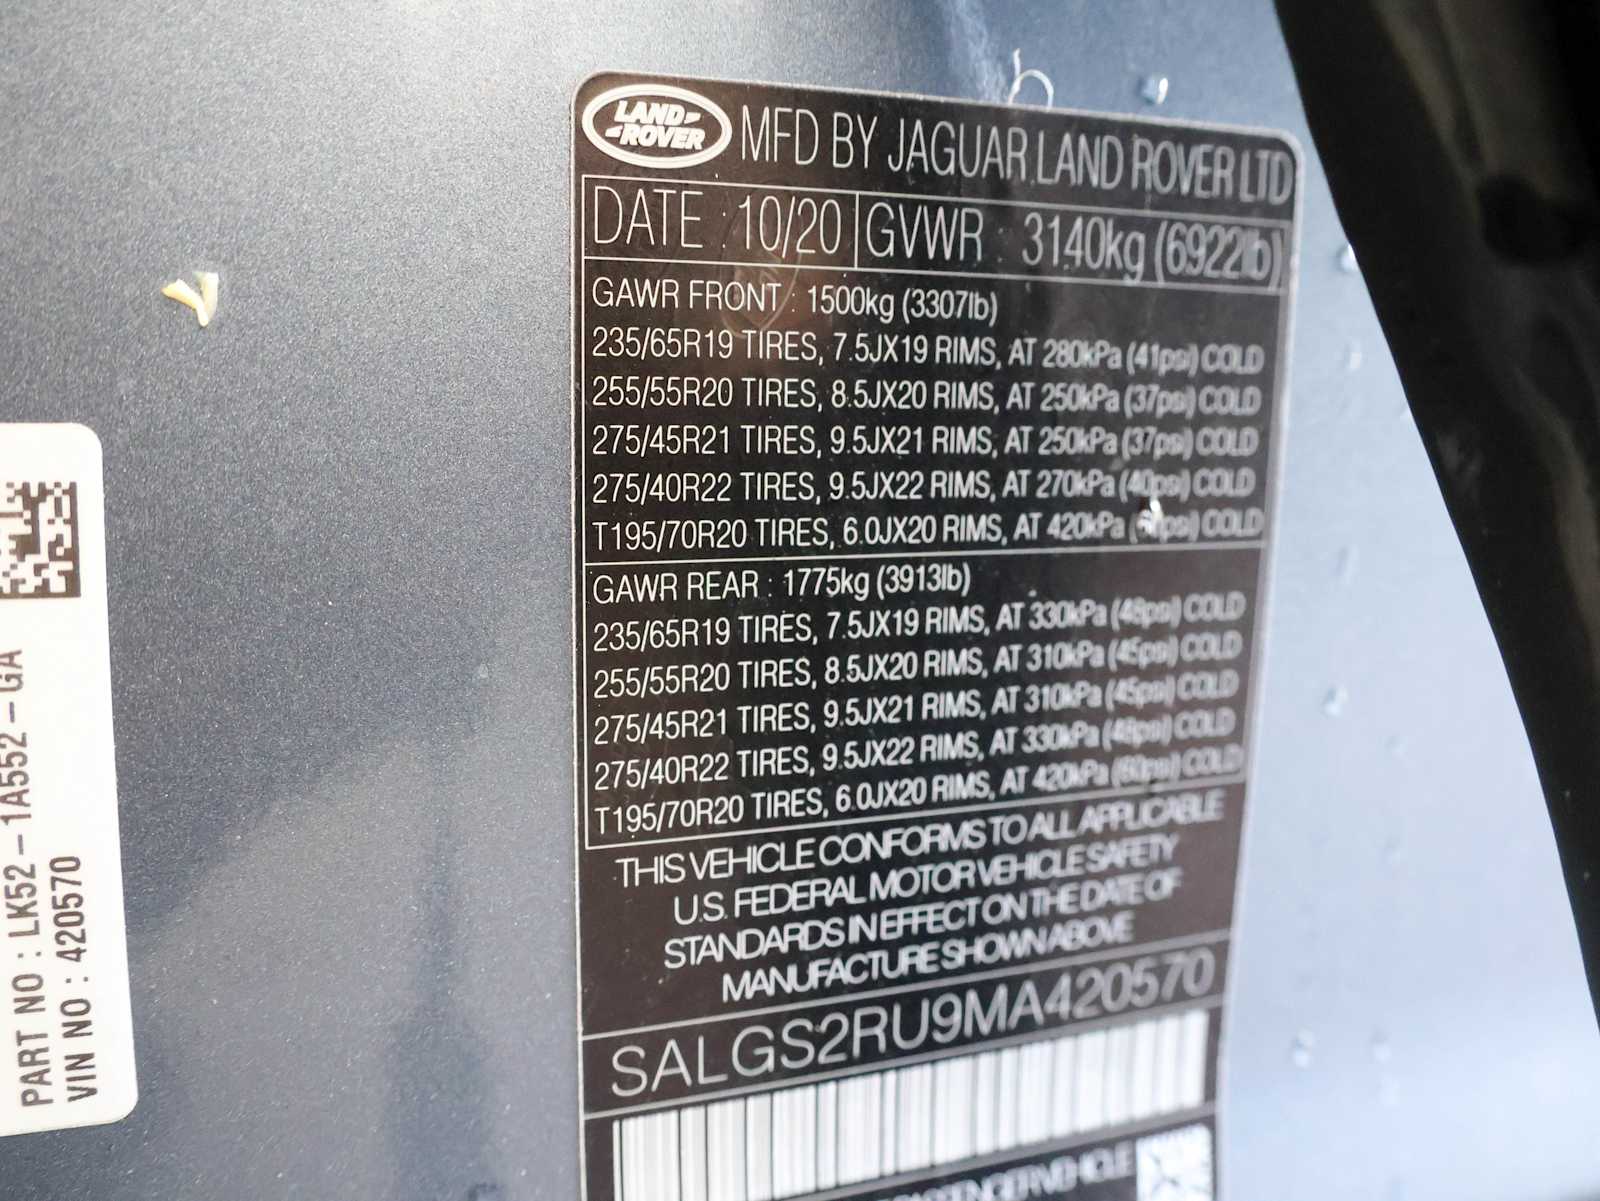 LAND ROVER
MFD BY JAGUAR LAND ROVER LTD
DATE : 10/20 GVWR : 3140kg (6922lb)
GAWR FRONT : 1500kg (3307lb)
235/65R19 TIRES, 7.5JX19 RIMS, AT 280kPa (41psi) COLD
255/55R20 TIRES, 8.5JX20 RIMS, AT 250kPa (37psi) COLD
275/45R21 TIRES, 9.5JX21 RIMS, AT 250kPa (37psi) COLD
275/40R22 TIRES, 9.5JX22 RIMS, AT 270kPa (40psi) COLD
T195/70R20 TIRES, 6.0JX20 RIMS, AT 420kPa COLD
GAWR REAR : 1775kg (3913lb)
235/65R19 TIRES, 7.5JX19 RIMS, AT 330kPa (48psi) COLD
255/55R20 TIRES, 8.5JX20 RIMS, AT 310kPa (45psi) COLD
275/45R21 TIRES, 9.5JX21 RIMS, AT 310kPa (45psi) COLD
275/40R22 TIRES, 9.5JX22 RIMS, AT 330kPa (48psi) COLD
T195/70R20 TIRES, 6.0JX20 RIMS, AT 420kPa (60psi) COLD
THIS VEHICLE CONFORMS TO ALL APPLICABLE
U.S. FEDERAL MOTOR VEHICLE SAFETY
STANDARDS IN EFFECT ON THE DATE OF
MANUFACTURE SHOWN ABOVE
SALGS2RU9MA420570
PART NO : LK52-1A552-GA
VIN NO : 420570